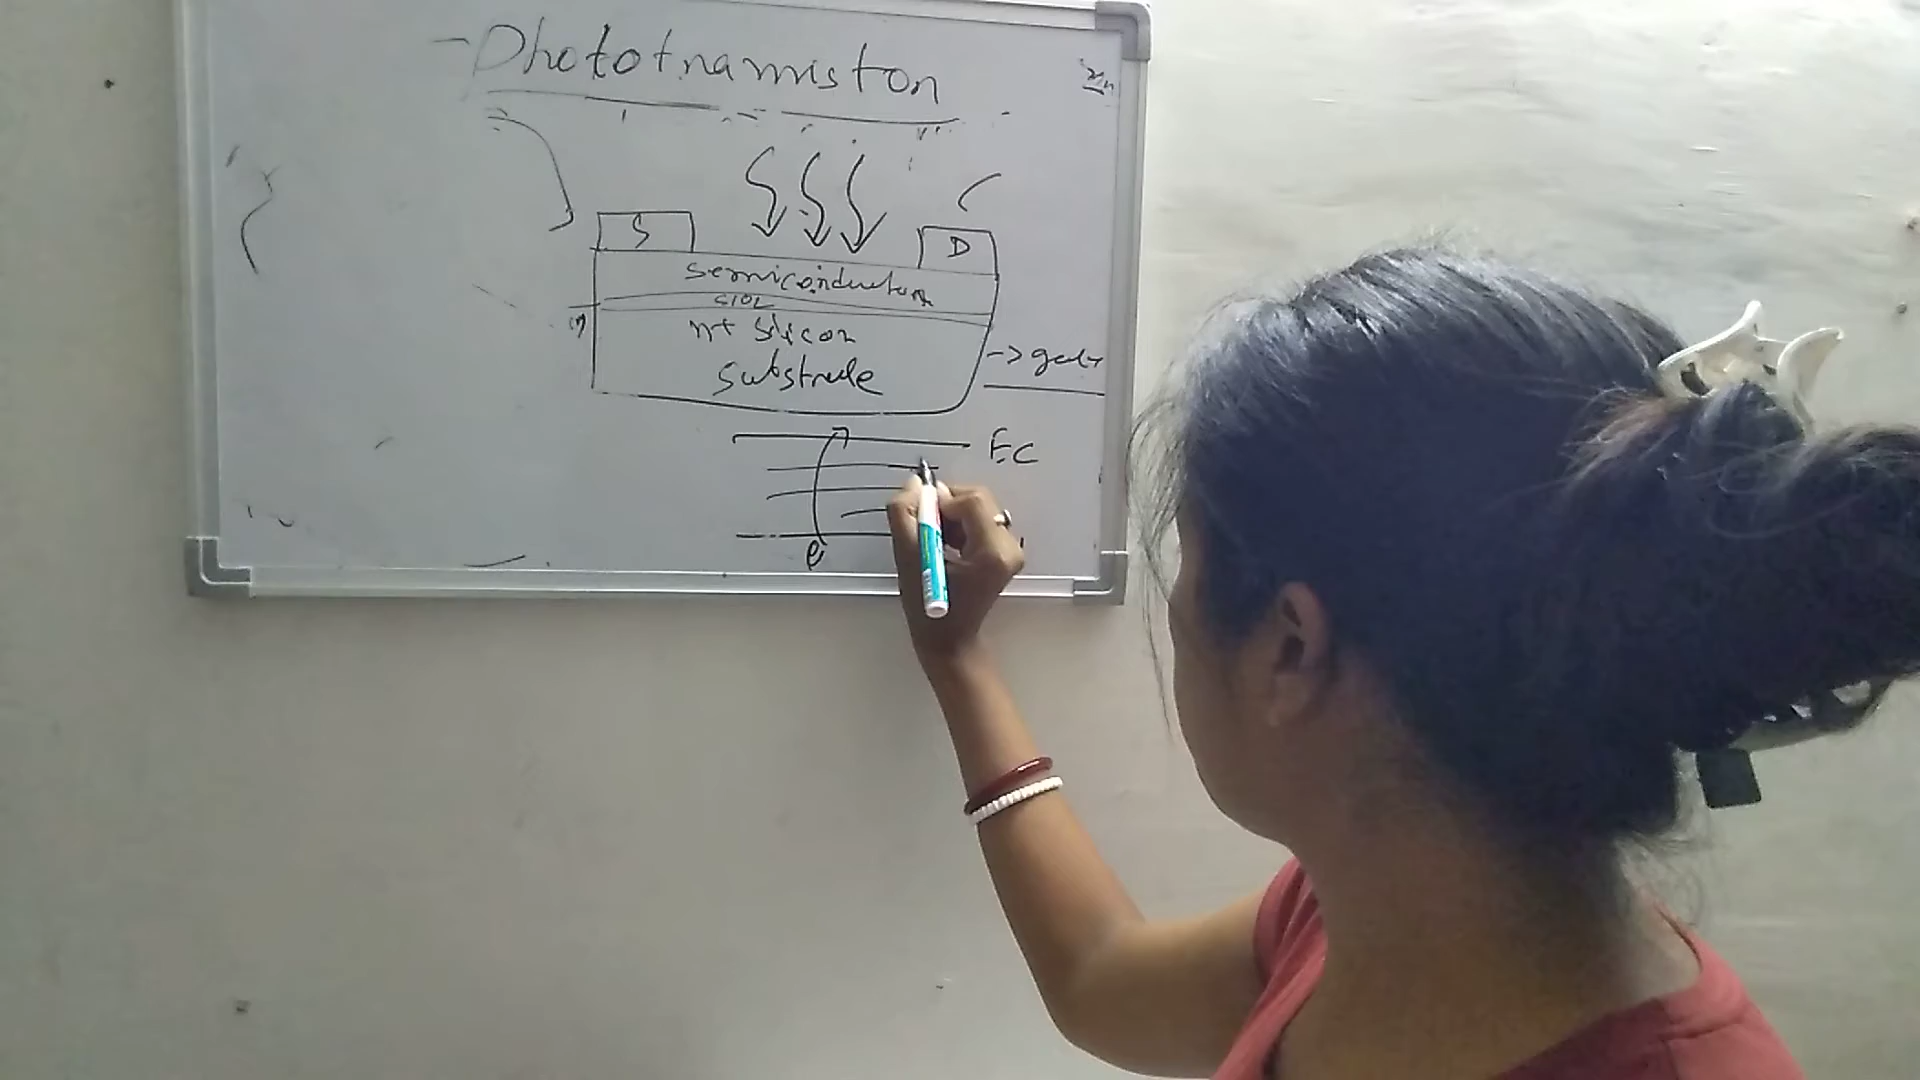 Phototransistor
S
D
semiconductor
SiO2
n+ silicon
substrate
-> gate
EC
e